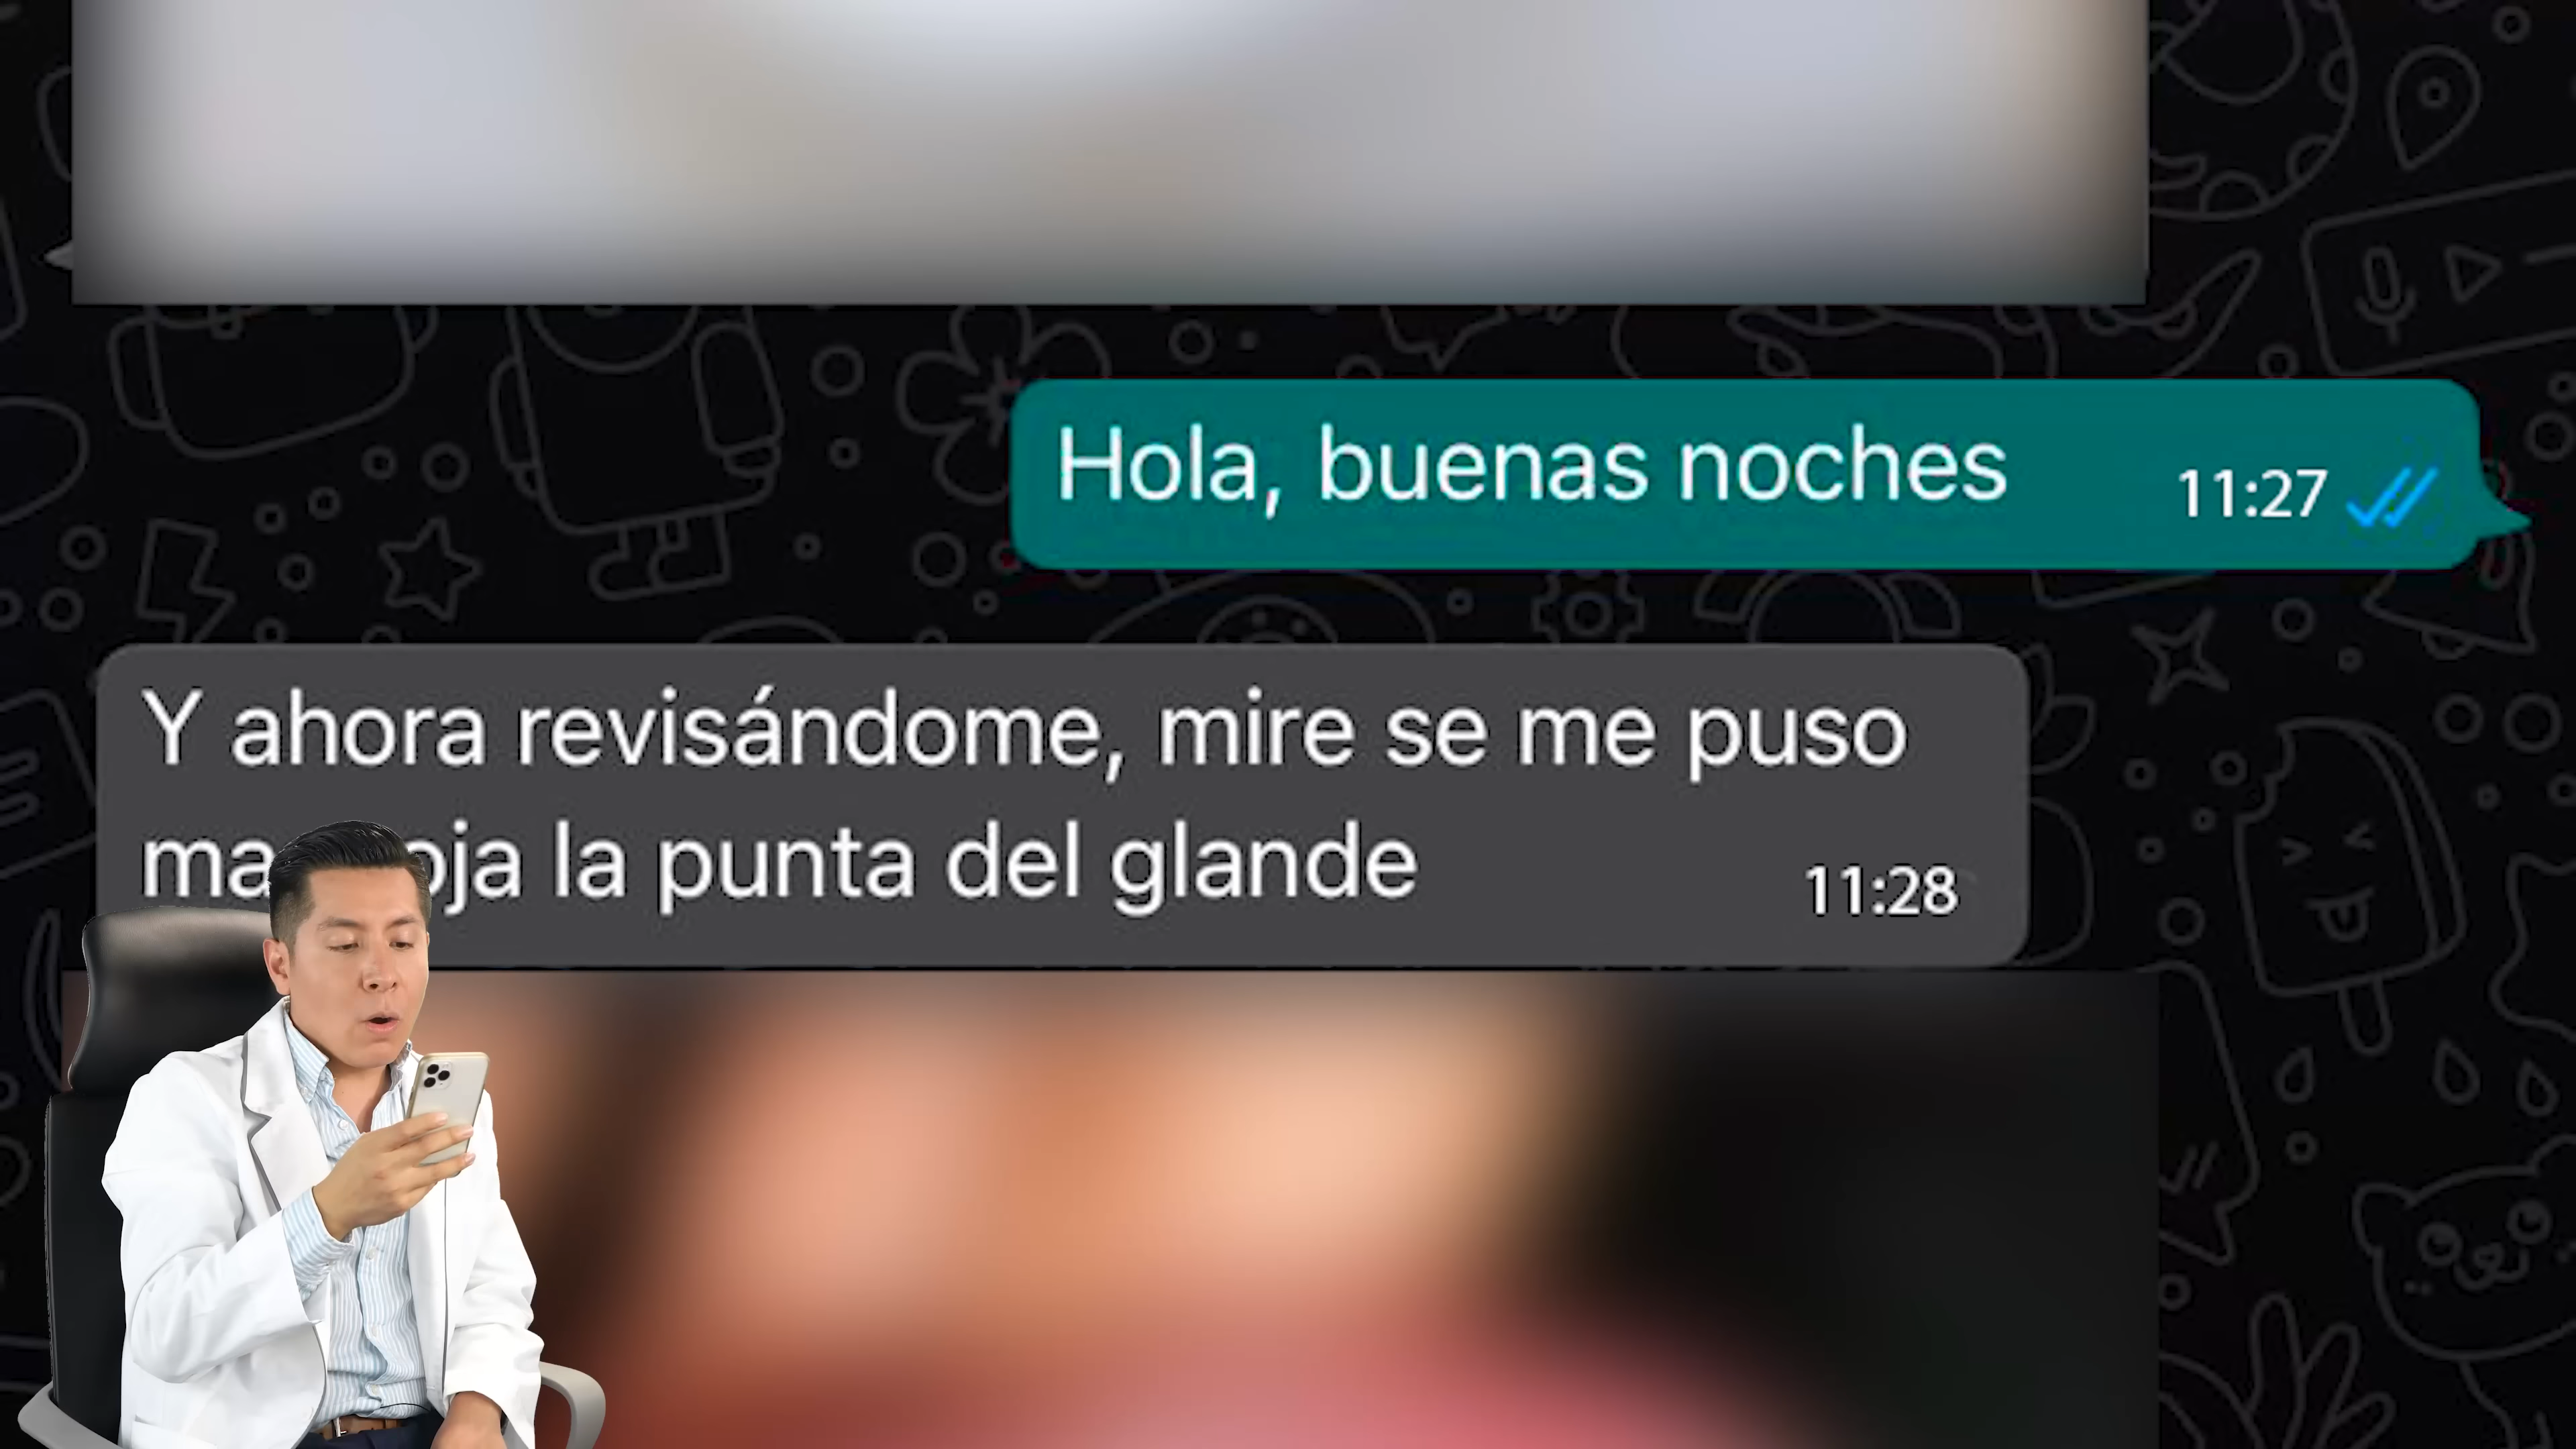 Hola, buenas noches
11:27
Y ahora revisándome, mire se me puso
la punta del glande
11:28